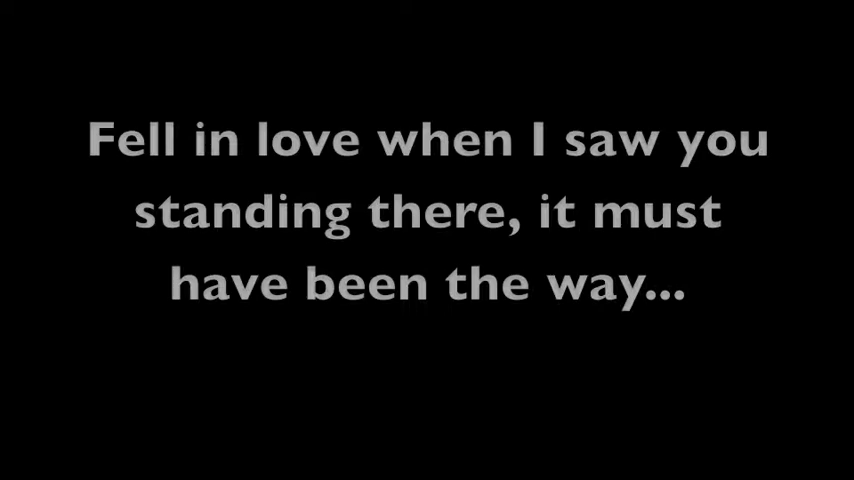 Fell in love when I saw you
standing there, it must
have been the way...